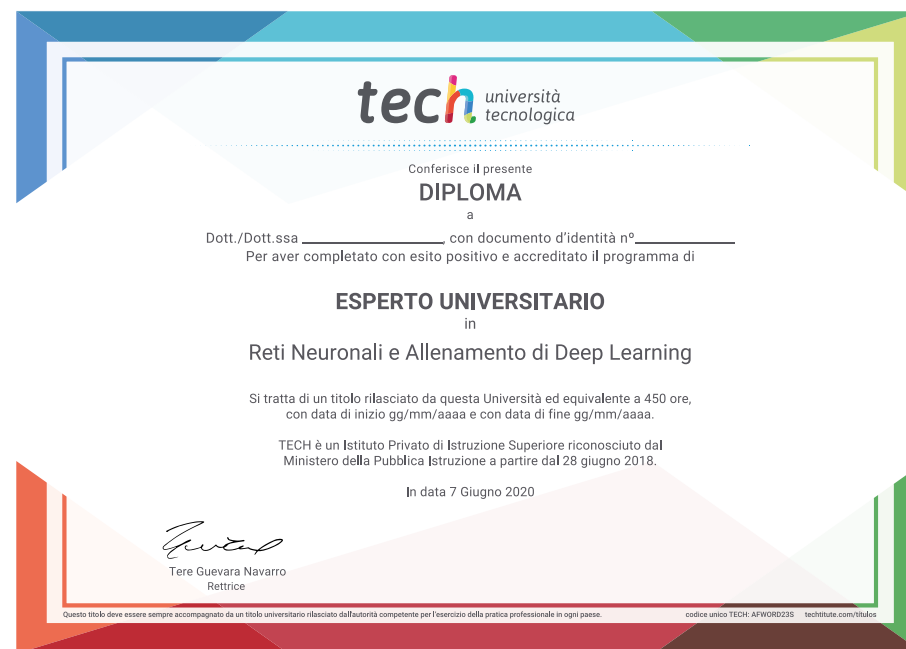 tech università
tecnologica
Conferisce il presente
DIPLOMA
a
Dott./Dott.ssa ____________________, con documento d'identità nº______________
Per aver completato con esito positivo e accreditato il programma di
ESPERTO UNIVERSITARIO
in
Reti Neuronali e Allenamento di Deep Learning
Si tratta di un titolo rilasciato da questa Università ed equivalente a 450 ore,
con data di inizio gg/mm/aaaa e con data di fine gg/mm/aaaa.
TECH è un Istituto Privato di Istruzione Superiore riconosciuto dal
Ministero della Pubblica Istruzione a partire dal 28 giugno 2018.
In data 7 Giugno 2020
Tere Guevara Navarro
Rettrice
Questo titolo deve essere sempre accompagnato da un titolo universitario rilasciato dall'autorità competente per l'esercizio della pratica professionale in ogni paese. codice unico TECH: AFWORD23S techtitute.com/titulos